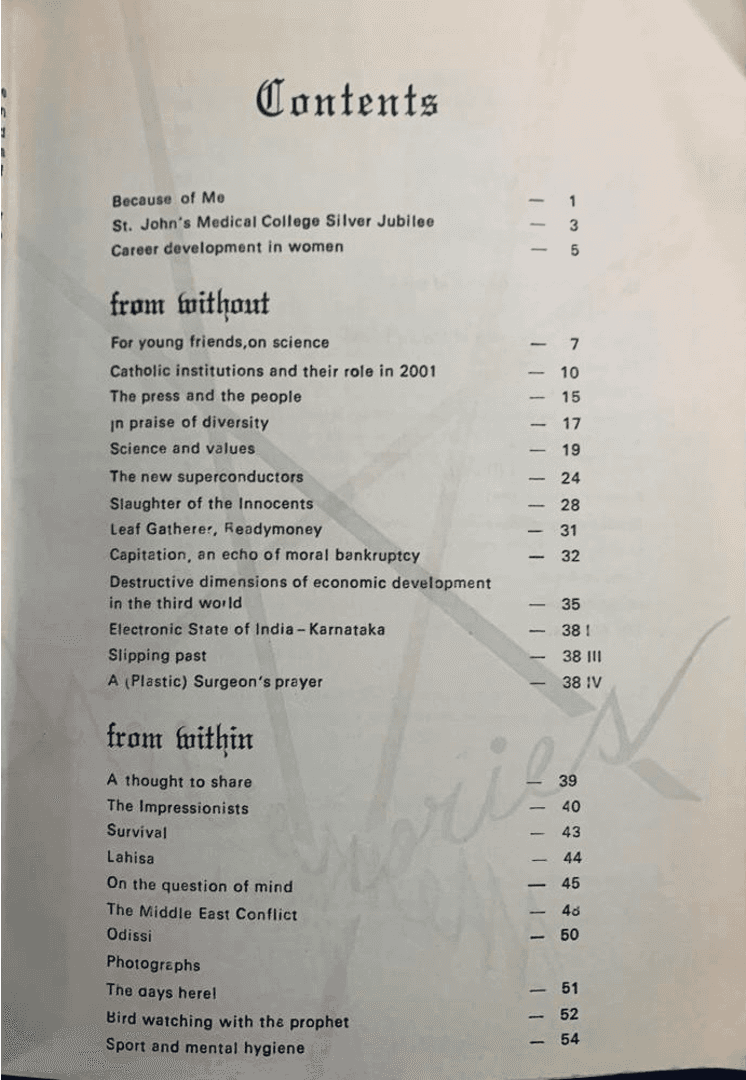 Contents
Because of Me — 1
St. John's Medical College Silver Jubilee — 3
Career development in women — 5
from without
For young friends,on science — 7
Catholic institutions and their role in 2001 — 10
The press and the people — 15
In praise of diversity — 17
Science and values — 19
The new superconductors — 24
Slaughter of the Innocents — 28
Leaf Gatherer, Readymoney — 31
Capitation, an echo of moral bankruptcy — 32
Destructive dimensions of economic development
in the third world — 35
Electronic State of India – Karnataka — 38 I
Slipping past — 38 III
A (Plastic) Surgeon's prayer — 38 IV
from within
A thought to share — 39
The Impressionists — 40
Survival — 43
Lahisa — 44
On the question of mind — 45
The Middle East Conflict —
Odissi — 50
Photographs
The days here! — 51
Bird watching with the prophet — 52
Sport and mental hygiene — 54